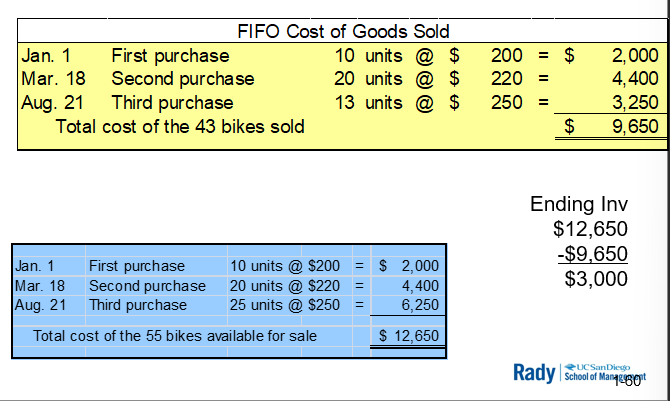 FIFO Cost of Goods Sold
Jan. 1 First purchase 10 units @ $ 200 = $ 2,000
Mar. 18 Second purchase 20 units @ $ 220 = 4,400
Aug. 21 Third purchase 13 units @ $ 250 = 3,250
Total cost of the 43 bikes sold $ 9,650
Ending Inv
$12,650
-$9,650
$3,000
Jan. 1 First purchase 10 units @ $200 = $ 2,000
Mar. 18 Second purchase 20 units @ $220 = 4,400
Aug. 21 Third purchase 25 units @ $250 = 6,250
Total cost of the 55 bikes available for sale $ 12,650
Rady
UC San Diego
School of Management
1-60